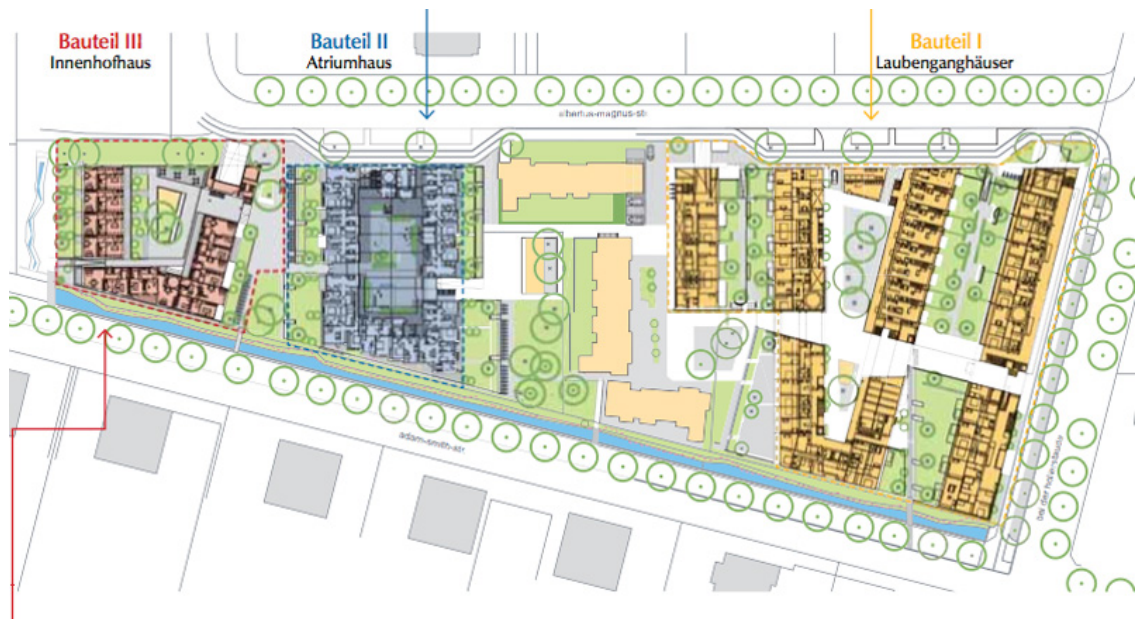 Bauteil III
Innenhofhaus
Bauteil II
Atriumhaus
Bauteil I
Laubenganghäuser
albertus-magnus-str.
adam-smith-str.